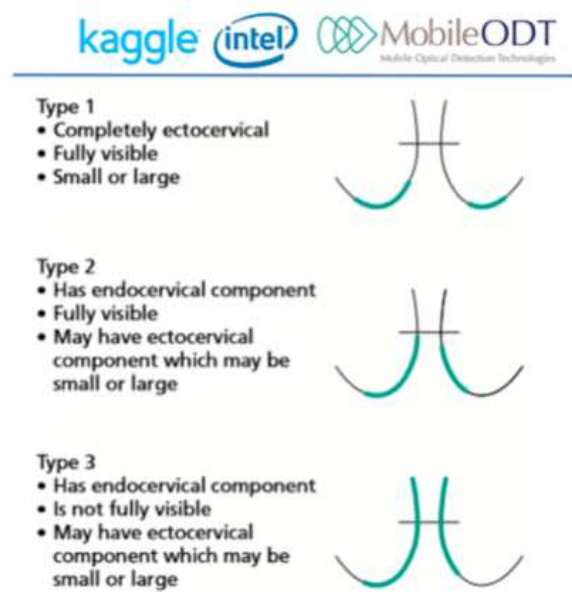 kaggle intel MobileODT
Mobile Optical Detection Technologies
Type 1
• Completely ectocervical
• Fully visible
• Small or large
Type 2
• Has endocervical component
• Fully visible
• May have ectocervical
component which may be
small or large
Type 3
• Has endocervical component
• Is not fully visible
• May have ectocervical
component which may be
small or large